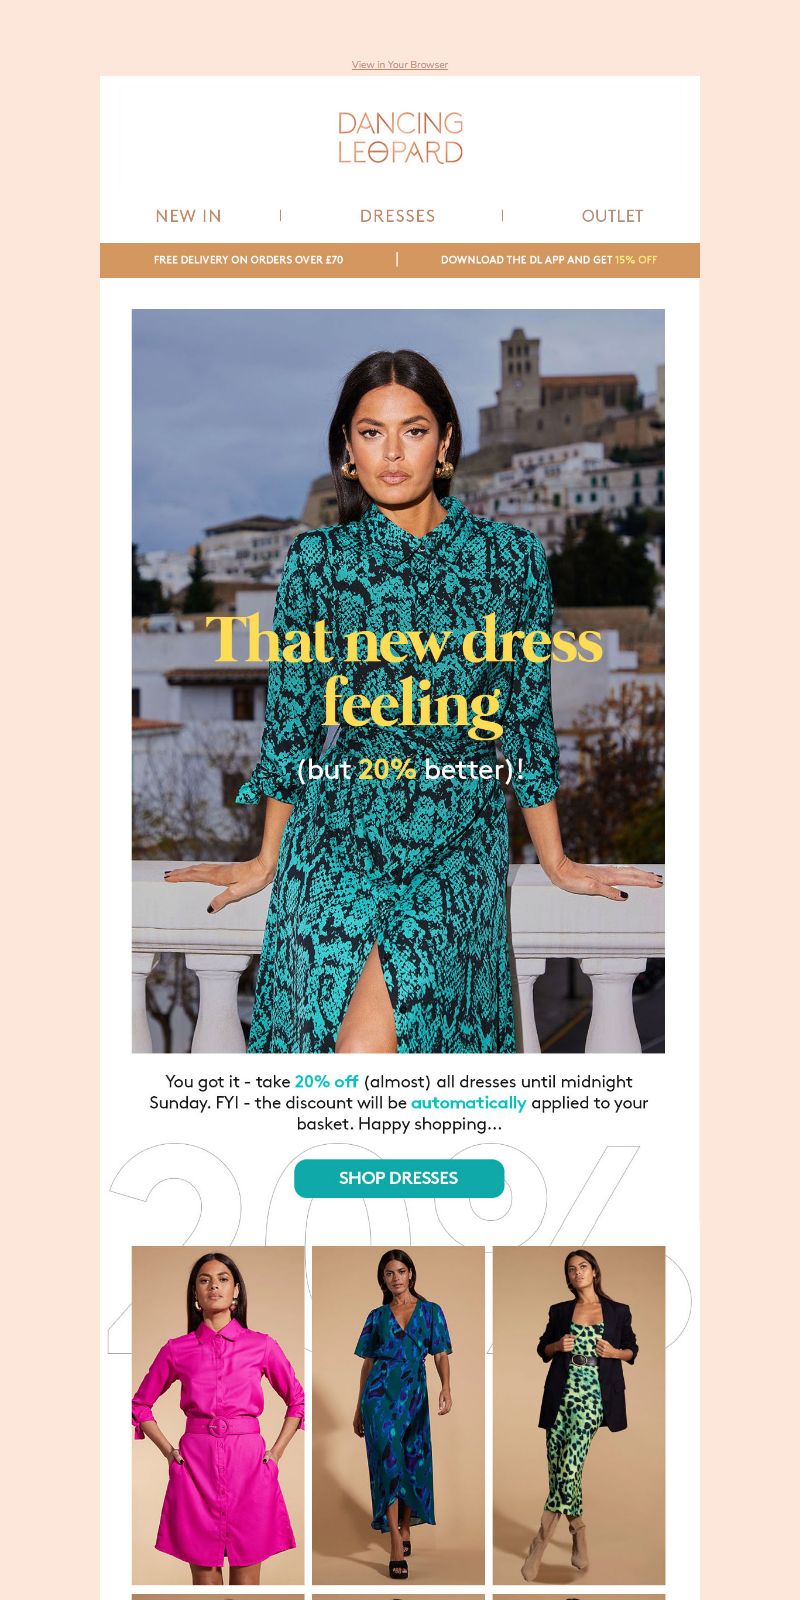 View in Your Browser
DANCING
LEOPARD
NEW IN | DRESSES | OUTLET
FREE DELIVERY ON ORDERS OVER £70 | DOWNLOAD THE DL APP AND GET 15% OFF
That new dress
feeling
(but 20% better)!
You got it - take 20% off (almost) all dresses until midnight
Sunday. FYI - the discount will be automatically applied to your
basket. Happy shopping...
20%
SHOP DRESSES